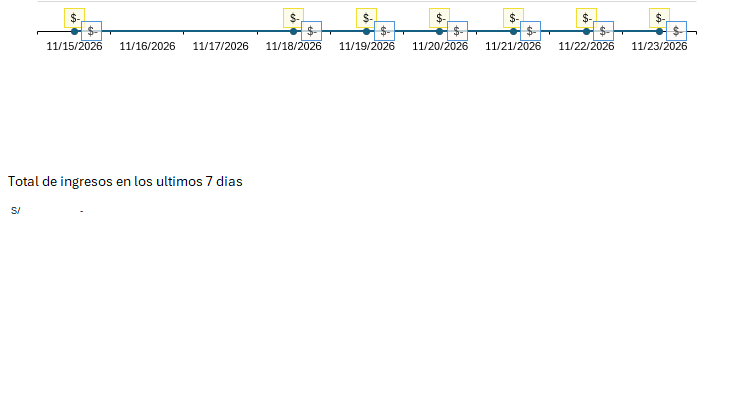 $- $- $- $- $- $- $-
$- $- $- $- $- $- $-
11/15/2026 11/16/2026 11/17/2026 11/18/2026 11/19/2026 11/20/2026 11/21/2026 11/22/2026 11/23/2026
Total de ingresos en los ultimos 7 dias
S/ -